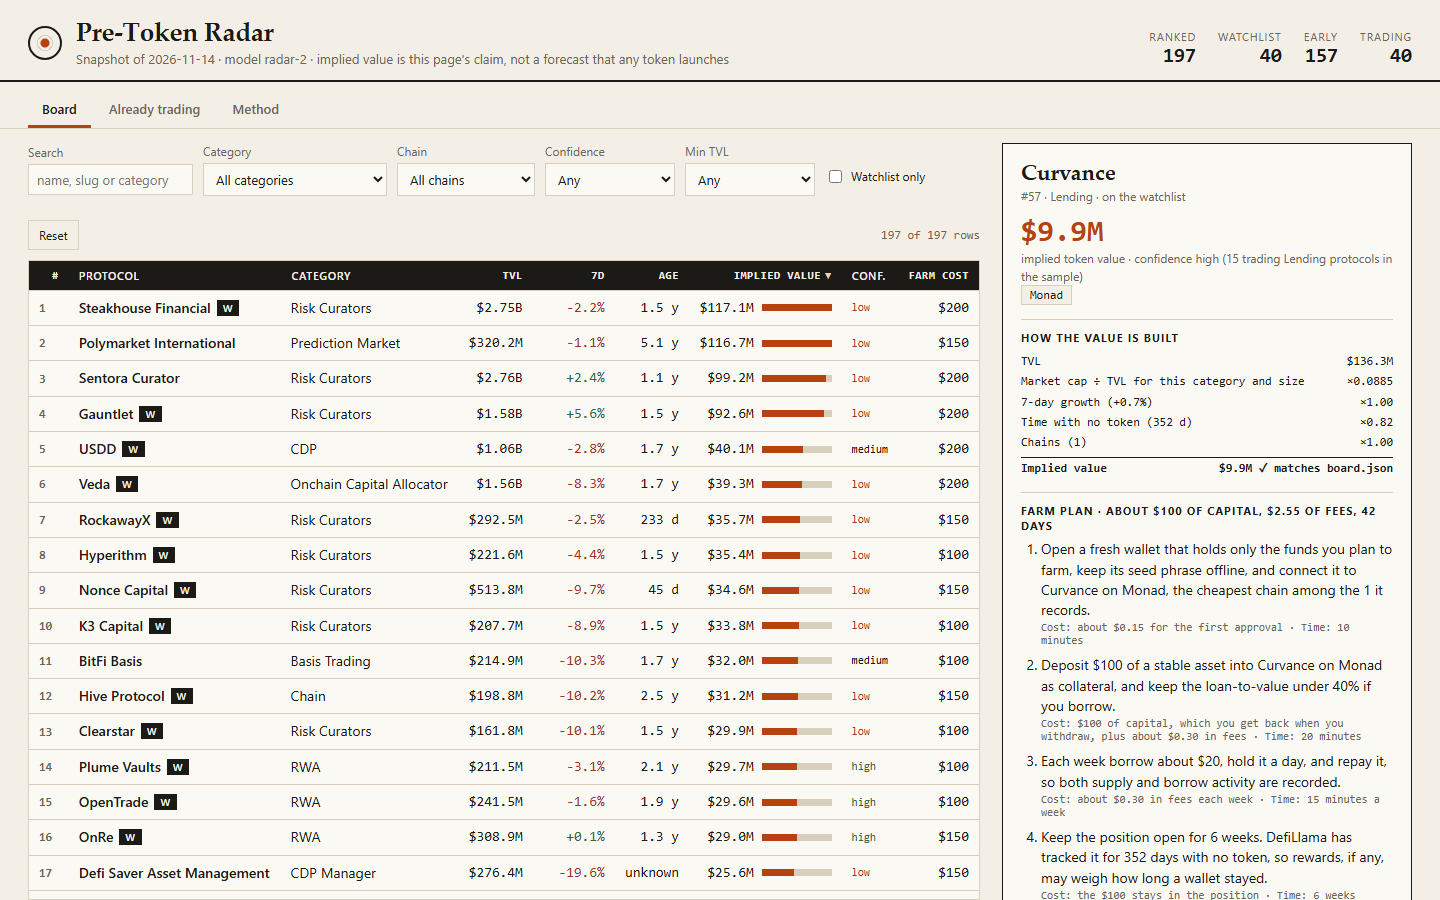 Pre-Token Radar
Snapshot of 2026-11-14 · model radar-2 · implied value is this page's claim, not a forecast that any token launches
RANKED WATCHLIST EARLY TRADING
197 40 157 40
Board Already trading Method
Search Category Chain Confidence Min TVL
name, slug or category All categories All chains Any Any Watchlist only
Reset 197 of 197 rows
# PROTOCOL CATEGORY TVL 7D AGE IMPLIED VALUE ▼ CONF. FARM COST
1 Steakhouse Financial W Risk Curators $2.75B -2.2% 1.5 y $117.1M low $200
2 Polymarket International Prediction Market $320.2M -1.1% 5.1 y $116.7M low $150
3 Sentora Curator Risk Curators $2.76B +2.4% 1.1 y $99.2M low $200
4 Gauntlet W Risk Curators $1.58B +5.6% 1.5 y $92.6M low $200
5 USDD W CDP $1.06B -2.8% 1.7 y $40.1M medium $200
6 Veda W Onchain Capital Allocator $1.56B -8.3% 1.7 y $39.3M low $200
7 RockawayX W Risk Curators $292.5M -2.5% 233 d $35.7M low $150
8 Hyperithm W Risk Curators $221.6M -4.4% 1.5 y $35.4M low $100
9 Nonce Capital W Risk Curators $513.8M -9.7% 45 d $34.6M low $150
10 K3 Capital W Risk Curators $207.7M -8.9% 1.5 y $33.8M low $100
11 BitFi Basis Basis Trading $214.9M -10.3% 1.7 y $32.0M medium $100
12 Hive Protocol W Chain $198.8M -10.2% 2.5 y $31.2M low $150
13 Clearstar W Risk Curators $161.8M -10.1% 1.5 y $29.9M low $100
14 Plume Vaults W RWA $211.5M -3.1% 2.1 y $29.7M high $100
15 OpenTrade W RWA $241.5M -1.6% 1.9 y $29.6M high $100
16 OnRe W RWA $308.9M +0.1% 1.3 y $29.0M high $150
17 Defi Saver Asset Management CDP Manager $276.4M -19.6% unknown $25.6M low $150
Curvance
#57 · Lending · on the watchlist
$9.9M
implied token value · confidence high (15 trading Lending protocols in
the sample)
Monad
HOW THE VALUE IS BUILT
TVL $136.3M
Market cap ÷ TVL for this category and size ×0.0885
7-day growth (+0.7%) ×1.00
Time with no token (352 d) ×0.82
Chains (1) ×1.00
Implied value $9.9M ✓ matches board.json
FARM PLAN · ABOUT $100 OF CAPITAL, $2.55 OF FEES, 42
DAYS
1. Open a fresh wallet that holds only the funds you plan to
farm, keep its seed phrase offline, and connect it to
Curvance on Monad, the cheapest chain among the 1 it
records.
Cost: about $0.15 for the first approval · Time: 10
minutes
2. Deposit $100 of a stable asset into Curvance on Monad
as collateral, and keep the loan-to-value under 40% if
you borrow.
Cost: $100 of capital, which you get back when you
withdraw, plus about $0.30 in fees · Time: 20 minutes
3. Each week borrow about $20, hold it a day, and repay it,
so both supply and borrow activity are recorded.
Cost: about $0.30 in fees each week · Time: 15 minutes a
week
4. Keep the position open for 6 weeks. DefiLlama has
tracked it for 352 days with no token, so rewards, if any,
may weigh how long a wallet stayed.
Cost: the $100 stays in the position · Time: 6 weeks